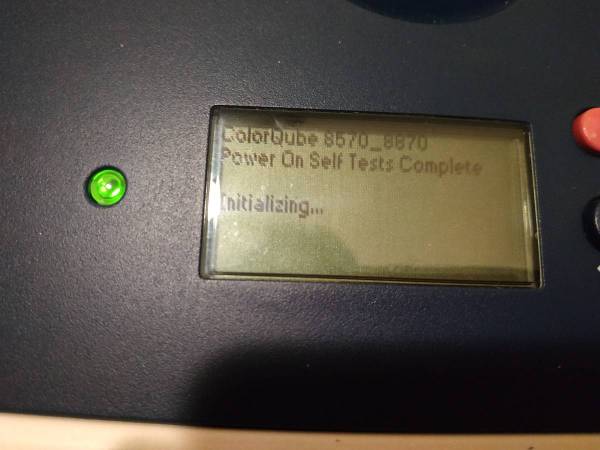 ColorQube 8570_8870
Power On Self Tests Complete
Initializing...